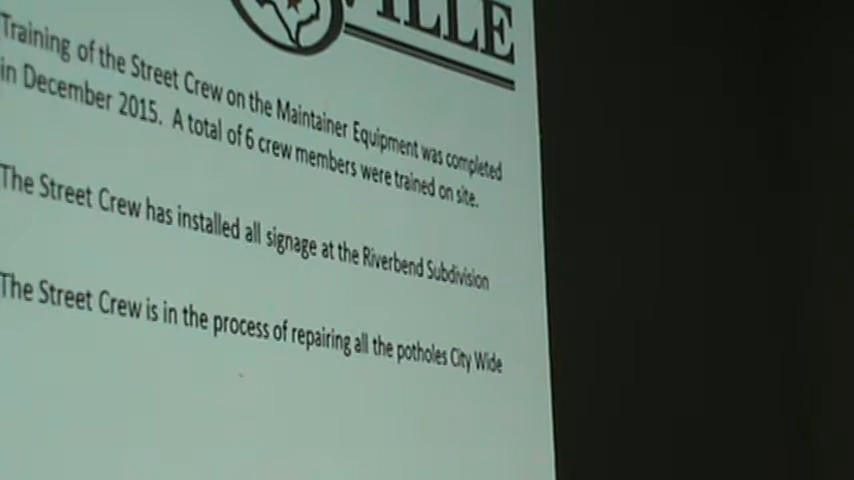 VILLE
Training of the Street Crew on the Maintainer Equipment was completed
in December 2015. A total of 6 crew members were trained on site.
The Street Crew has installed all signage at the Riverbend Subdivision
The Street Crew is in the process of repairing all the potholes City Wide